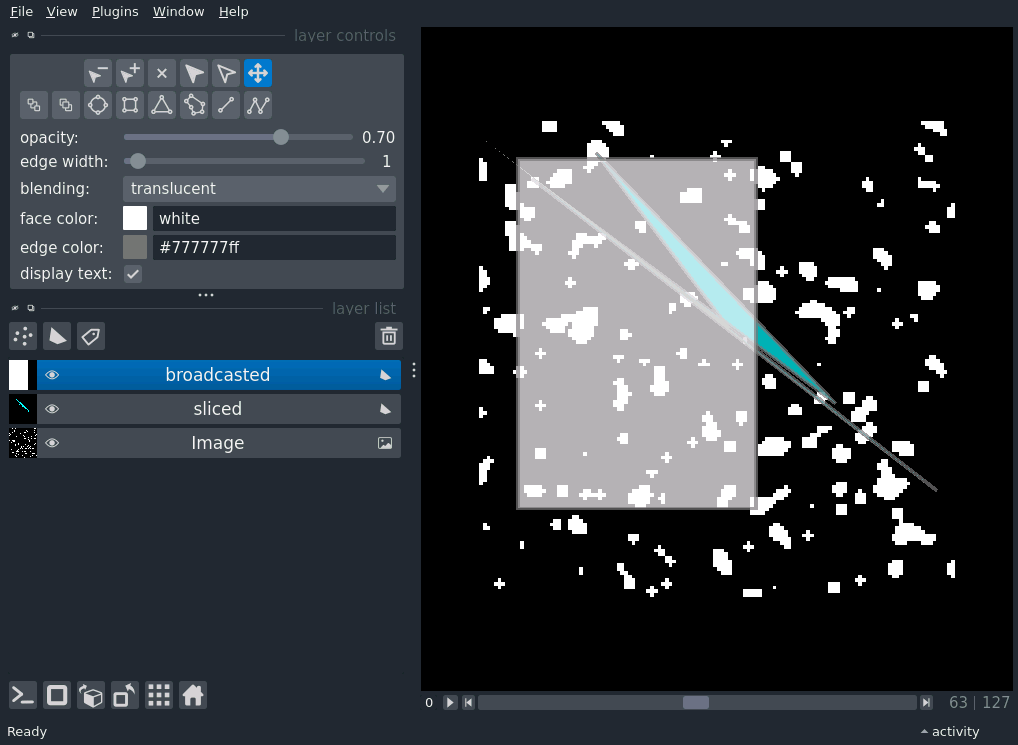 File View Plugins Window Help
layer controls
opacity: 0.70
edge width: 1
blending: translucent
face color: white
edge color: #777777ff
display text:
layer list
broadcasted
sliced
Image
0 63 | 127
Ready activity